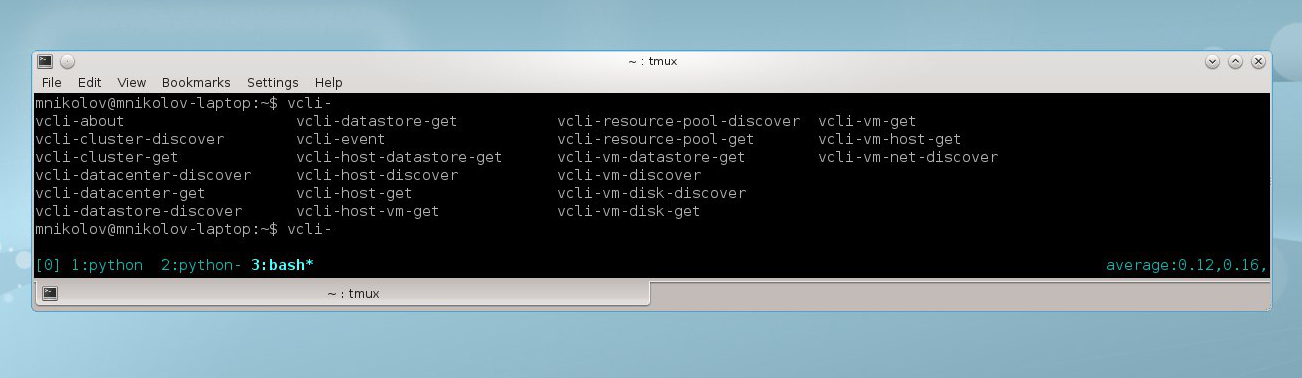 ~ : tmux
File Edit View Bookmarks Settings Help
mnikolov@mnikolov-laptop:~$ vcli-
vcli-about vcli-datastore-get vcli-resource-pool-discover vcli-vm-get
vcli-cluster-discover vcli-event vcli-resource-pool-get vcli-vm-host-get
vcli-cluster-get vcli-host-datastore-get vcli-vm-datastore-get vcli-vm-net-discover
vcli-datacenter-discover vcli-host-discover vcli-vm-discover
vcli-datacenter-get vcli-host-get vcli-vm-disk-discover
vcli-datastore-discover vcli-host-vm-get vcli-vm-disk-get
mnikolov@mnikolov-laptop:~$ vcli-
[0] 1:python 2:python- 3:bash* average:0.12,0.16,
~ : tmux